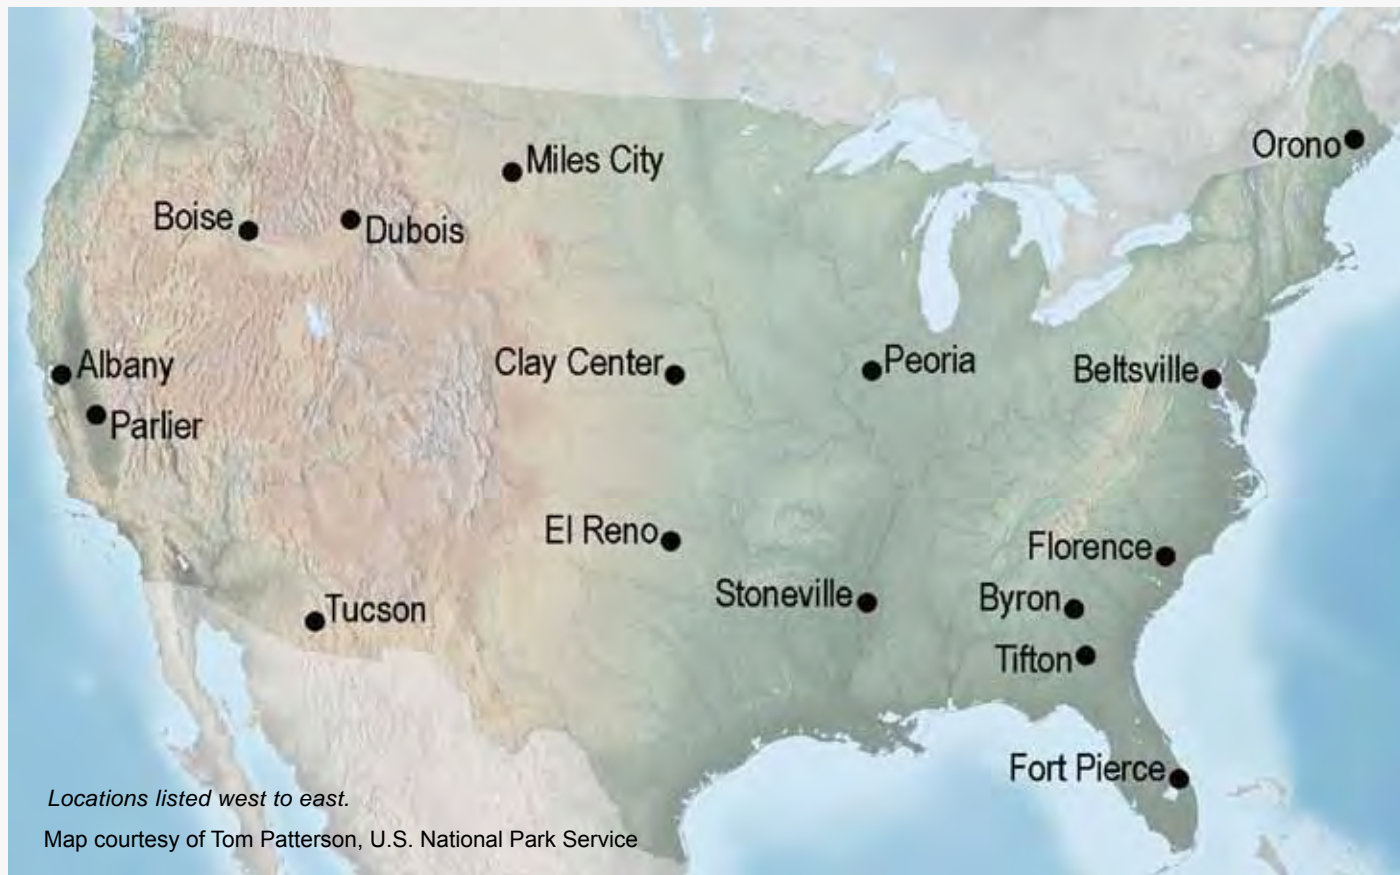 Miles City
Orono
Boise
Dubois
Albany
Clay Center
Peoria
Beltsville
Parlier
El Reno
Florence
Stoneville
Byron
Tucson
Tifton
Fort Pierce
Locations listed west to east.
Map courtesy of Tom Patterson, U.S. National Park Service